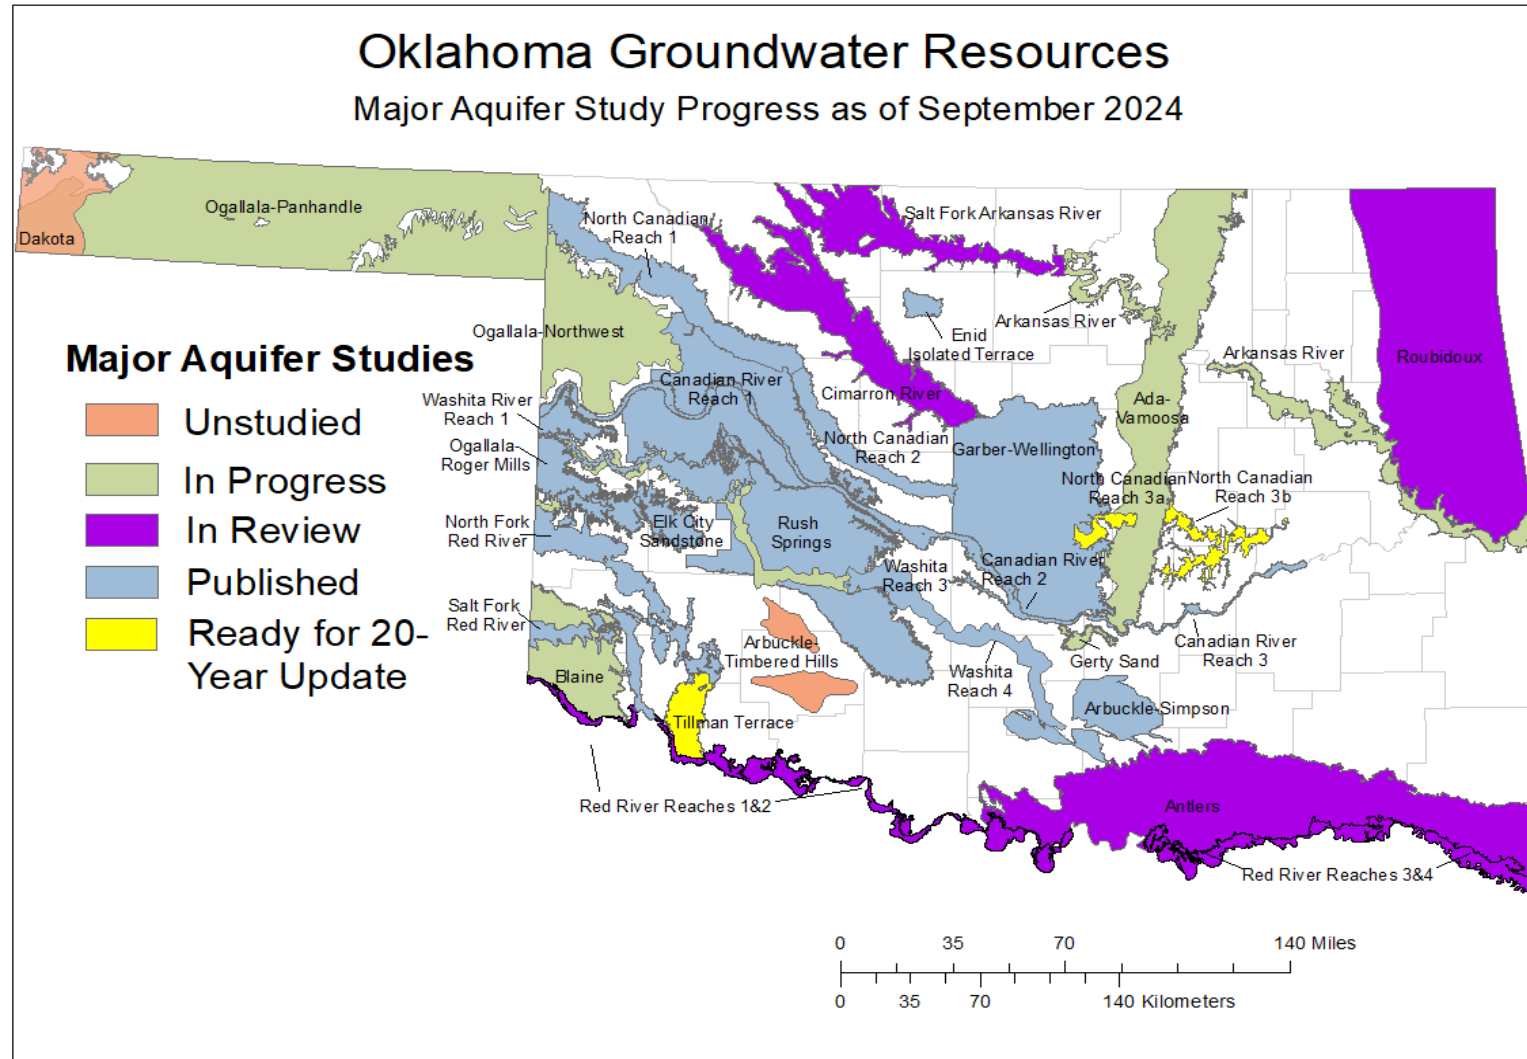 Oklahoma Groundwater Resources
Major Aquifer Study Progress as of September 2024
Dakota
Ogallala-Panhandle
North Canadian
Reach 1
Salt Fork Arkansas River
Ogallala-Northwest
Arkansas River
Enid
Isolated Terrace
Arkansas River
Roubidoux
Major Aquifer Studies
Unstudied
In Progress
In Review
Published
Ready for 20-
Year Update
Washita River
Reach 1
Canadian River
Reach 1
Cimarron River
Ada-
Vamoosa
Ogallala-
Roger Mills
North Canadian
Reach 2
Garber-Wellington
North Canadian
Reach 3a
North Canadian
Reach 3b
North Fork
Red River
Elk City
Sandstone
Rush
Springs
Washita
Reach 3
Canadian River
Reach 2
Salt Fork
Red River
Arbuckle-
Timbered Hills
Washita
Reach 4
Gerty Sand
Canadian River
Reach 3
Blaine
Tillman Terrace
Arbuckle-Simpson
Red River Reaches 1&2
Antlers
Red River Reaches 3&4
0 35 70 140 Miles
0 35 70 140 Kilometers